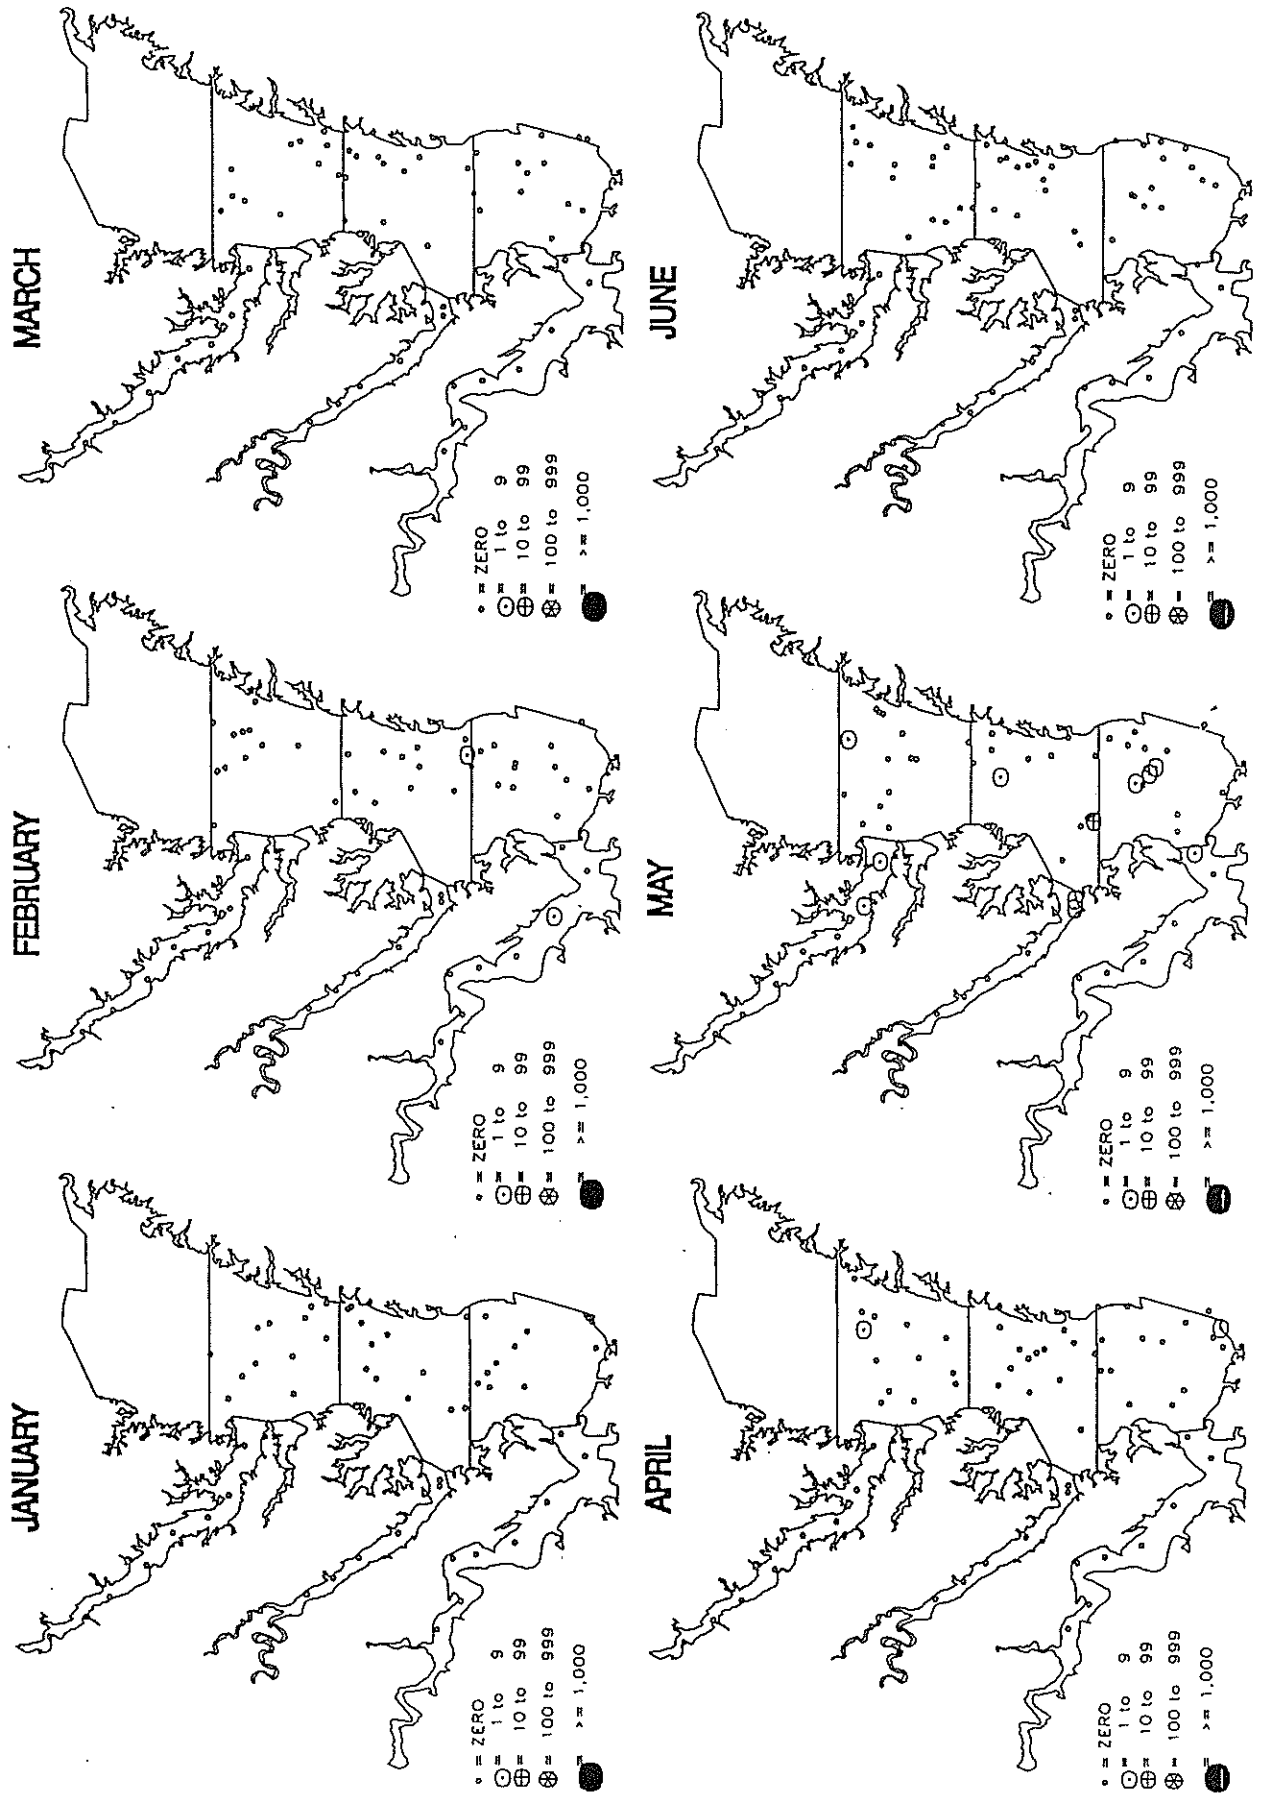 JANUARY
= ZERO
= 1 to 9
= 10 to 99
= 100 to 999
= > = 1,000
FEBRUARY
= ZERO
= 1 to 9
= 10 to 99
= 100 to 999
= > = 1,000
MARCH
= ZERO
= 1 to 9
= 10 to 99
= 100 to 999
= > = 1,000
APRIL
= ZERO
= 1 to 9
= 10 to 99
= 100 to 999
= > = 1,000
MAY
= ZERO
= 1 to 9
= 10 to 99
= 100 to 999
= > = 1,000
JUNE
= ZERO
= 1 to 9
= 10 to 99
= 100 to 999
= > = 1,000